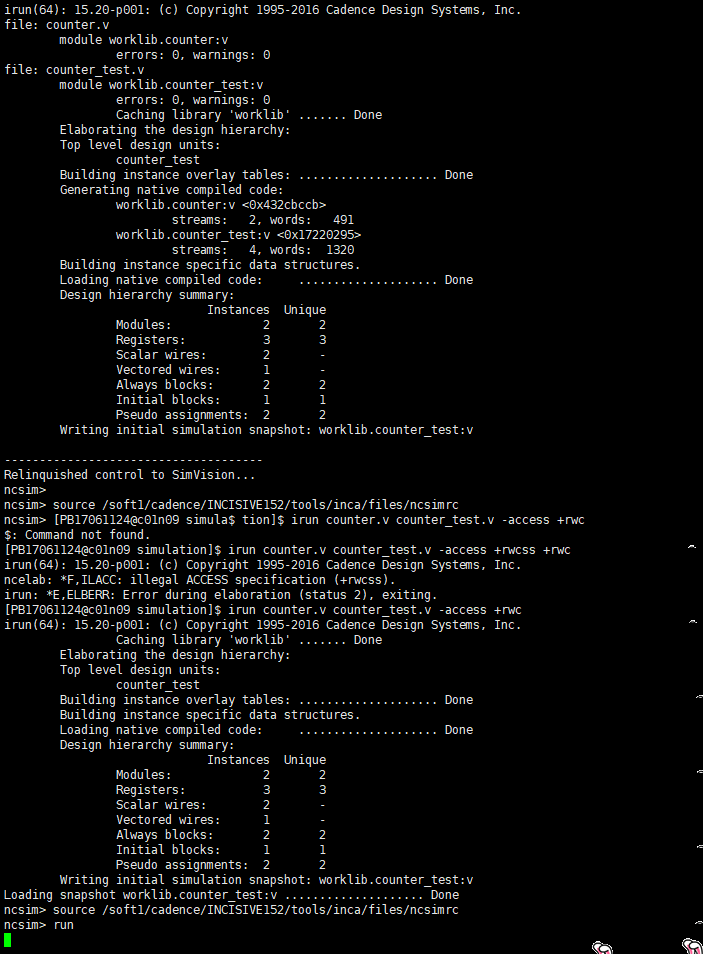 irun(64): 15.20-p001: (c) Copyright 1995-2016 Cadence Design Systems, Inc.
file: counter.v
module worklib.counter:v
errors: 0, warnings: 0
file: counter_test.v
module worklib.counter_test:v
errors: 0, warnings: 0
Caching library 'worklib' ....... Done
Elaborating the design hierarchy:
Top level design units:
counter_test
Building instance overlay tables: .................... Done
Generating native compiled code:
worklib.counter:v <0x432cbccb>
streams:   2, words:   491
worklib.counter_test:v <0x17220295>
streams:   4, words:  1320
Building instance specific data structures.
Loading native compiled code:     .................... Done
Design hierarchy summary:
Instances  Unique
Modules:             2       2
Registers:           3       3
Scalar wires:        2       -
Vectored wires:      1       -
Always blocks:       2       2
Initial blocks:      1       1
Pseudo assignments:  2       2
Writing initial simulation snapshot: worklib.counter_test:v
-------------------------------------
Relinquished control to SimVision...
ncsim>
ncsim> source /soft1/cadence/INCISIVE152/tools/inca/files/ncsimrc
ncsim> [PB17061124@c01n09 simula$ tion]$ irun counter.v counter_test.v -access +rwc
$: Command not found.
[PB17061124@c01n09 simulation]$ irun counter.v counter_test.v -access +rwcss +rwc
irun(64): 15.20-p001: (c) Copyright 1995-2016 Cadence Design Systems, Inc.
ncelab: *F,ILACC: illegal ACCESS specification (+rwcss).
irun: *E,ELBERR: Error during elaboration (status 2), exiting.
[PB17061124@c01n09 simulation]$ irun counter.v counter_test.v -access +rwc
irun(64): 15.20-p001: (c) Copyright 1995-2016 Cadence Design Systems, Inc.
Caching library 'worklib' ....... Done
Elaborating the design hierarchy:
Top level design units:
counter_test
Building instance overlay tables: .................... Done
Building instance specific data structures.
Loading native compiled code:     .................... Done
Design hierarchy summary:
Instances  Unique
Modules:             2       2
Registers:           3       3
Scalar wires:        2       -
Vectored wires:      1       -
Always blocks:       2       2
Initial blocks:      1       1
Pseudo assignments:  2       2
Writing initial simulation snapshot: worklib.counter_test:v
Loading snapshot worklib.counter_test:v .................... Done
ncsim> source /soft1/cadence/INCISIVE152/tools/inca/files/ncsimrc
ncsim> run